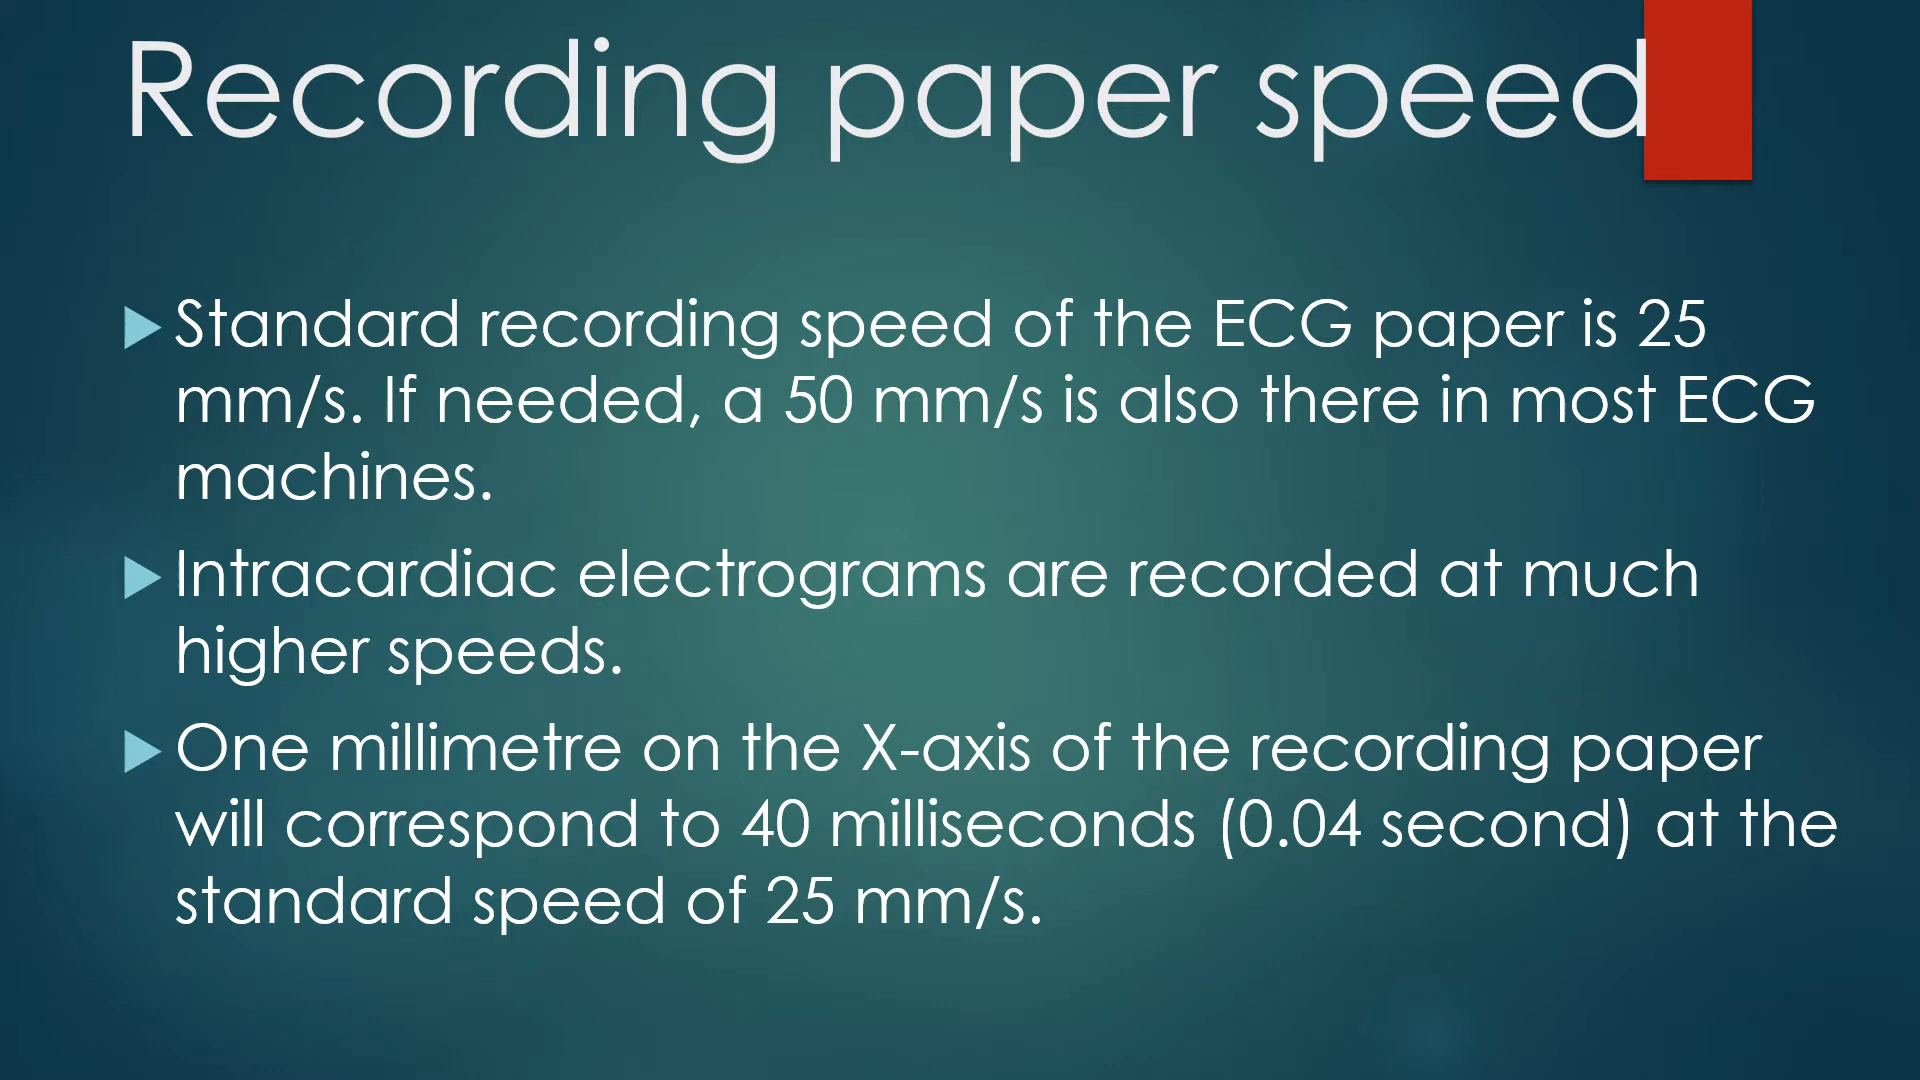 Recording paper speed
Standard recording speed of the ECG paper is 25
mm/s. If needed, a 50 mm/s is also there in most ECG
machines.
Intracardiac electrograms are recorded at much
higher speeds.
One millimetre on the X-axis of the recording paper
will correspond to 40 milliseconds (0.04 second) at the
standard speed of 25 mm/s.